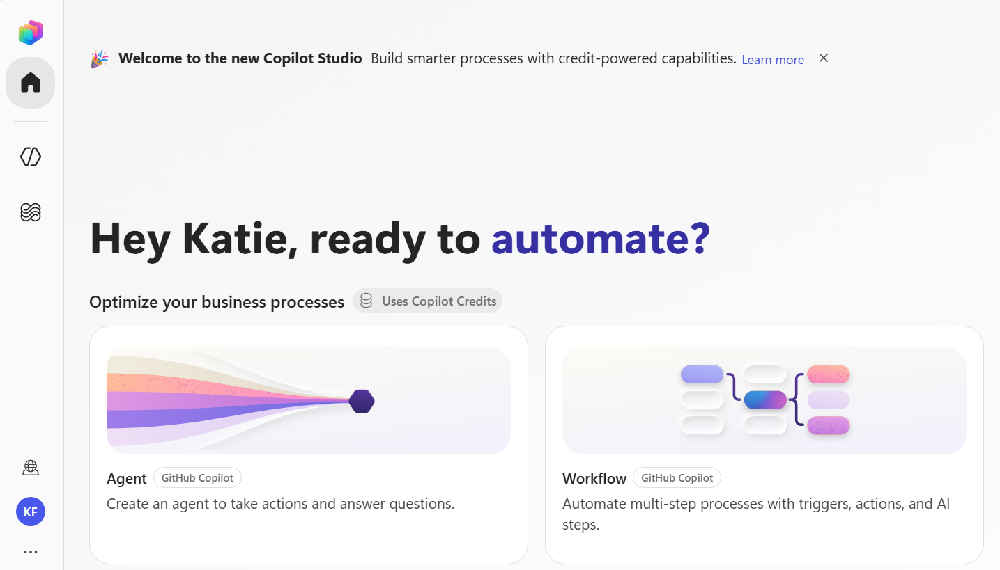 Welcome to the new Copilot Studio Build smarter processes with credit-powered capabilities. Learn more
Hey Katie, ready to automate?
Optimize your business processes Uses Copilot Credits
Agent GitHub Copilot
Create an agent to take actions and answer questions.
Workflow GitHub Copilot
Automate multi-step processes with triggers, actions, and AI
steps.
KF